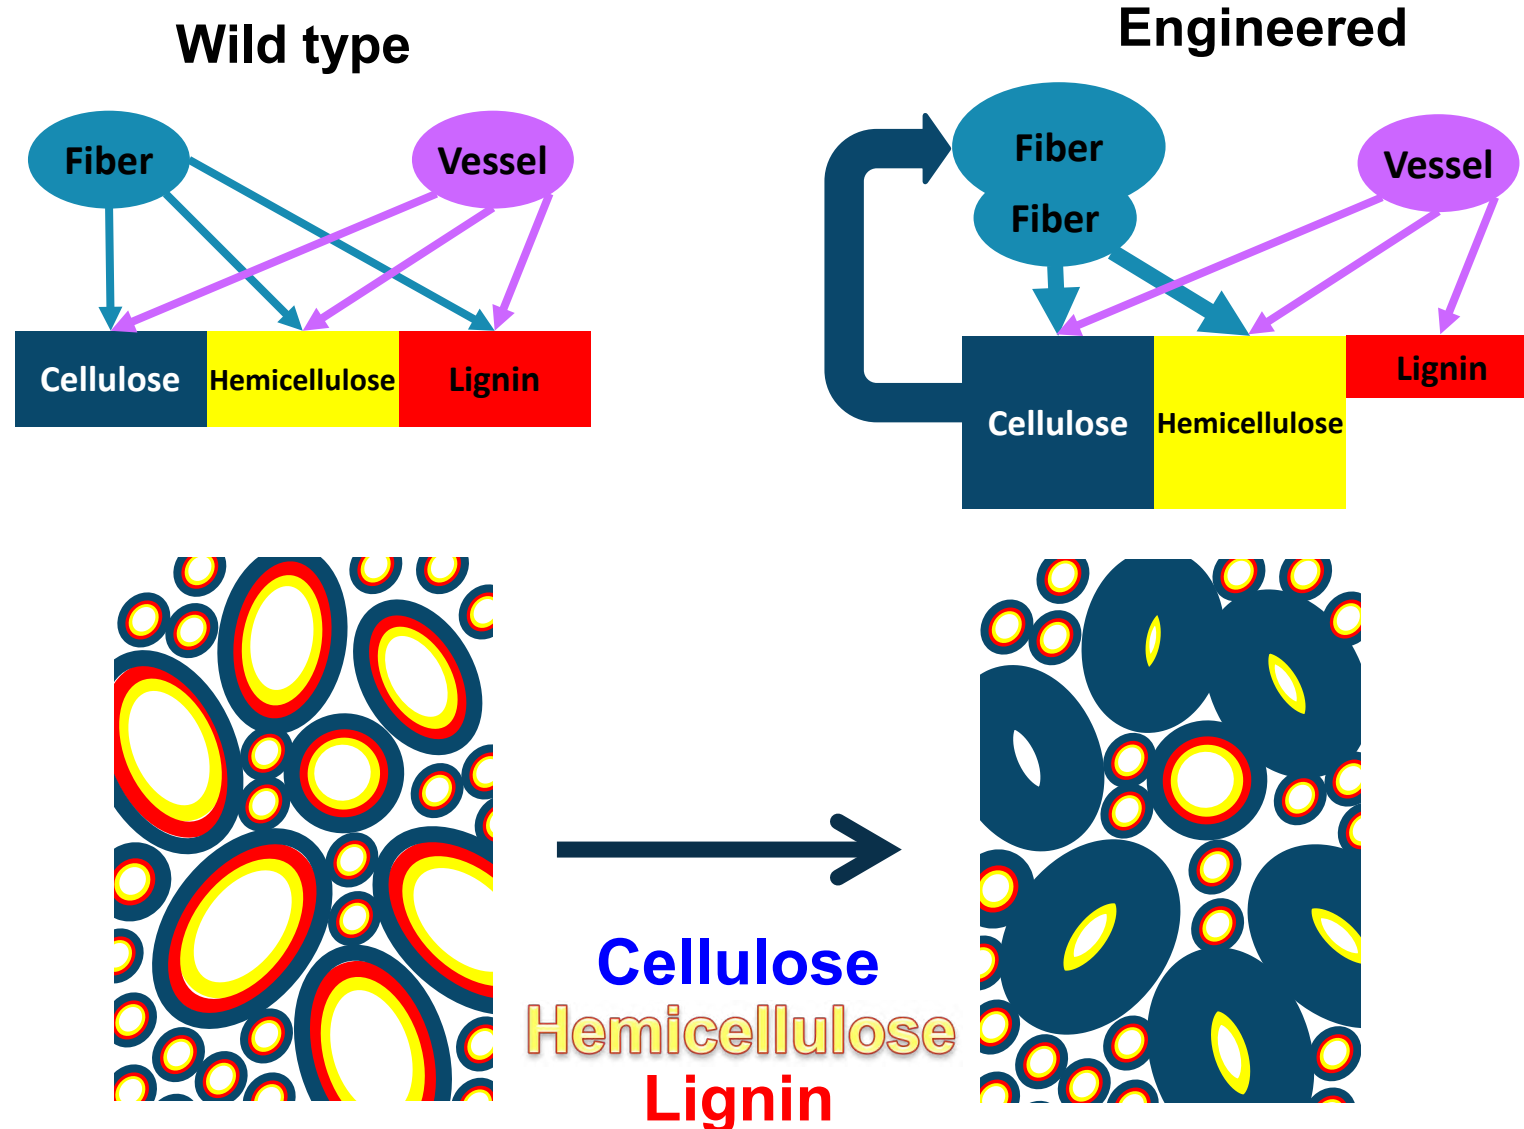 Wild type
Engineered
Fiber
Vessel
Cellulose
Hemicellulose
Lignin
Fiber
Fiber
Vessel
Cellulose
Hemicellulose
Lignin
Cellulose
Hemicellulose
Lignin